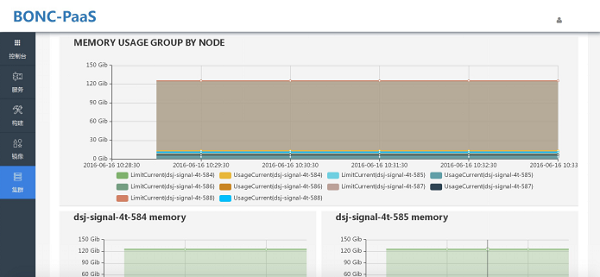 BONC-PaaS
控制台
服务
构建
镜像
监控
MEMORY USAGE GROUP BY NODE
150 Gib
120 Gib
90 Gib
60 Gib
30 Gib
0 Gib
2016-06-16 10:28:30 2016-06-16 10:29:30 2016-06-16 10:30:30 2016-06-16 10:31:30 2016-06-16 10:32:30 2016-06-16 10:33
LimitCurrent(dsj-signal-4t-584) UsageCurrent(dsj-signal-4t-584) LimitCurrent(dsj-signal-4t-585) UsageCurrent(dsj-signal-4t-585)
LimitCurrent(dsj-signal-4t-586) UsageCurrent(dsj-signal-4t-586) LimitCurrent(dsj-signal-4t-587) UsageCurrent(dsj-signal-4t-587)
LimitCurrent(dsj-signal-4t-588) UsageCurrent(dsj-signal-4t-588)
dsj-signal-4t-584 memory
150 Gib
120 Gib
90 Gib
60 Gib
dsj-signal-4t-585 memory
150 Gib
120 Gib
90 Gib
60 Gib